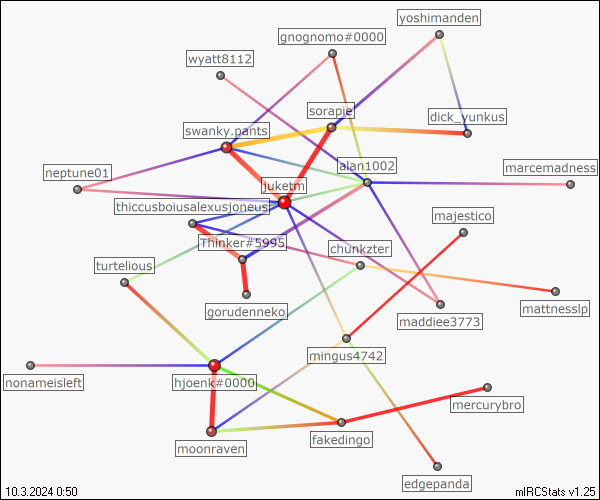 yoshimanden
gnognomo#0000
wyatt8112
sorapie
dick_yunkus
swanky.pants
alan1002
marcemadness
neptune01
juketm
thiccusboiusalexusjoneus
majestico
Thinker#5995
chunkzter
turtelious
gorudenneko
mattnesslp
maddiee3773
mingus4742
nonameisleft
hjoenk#0000
mercurybro
fakedingo
moonraven
edgepanda
10.3.2024 0:50
mIRCStats v1.25